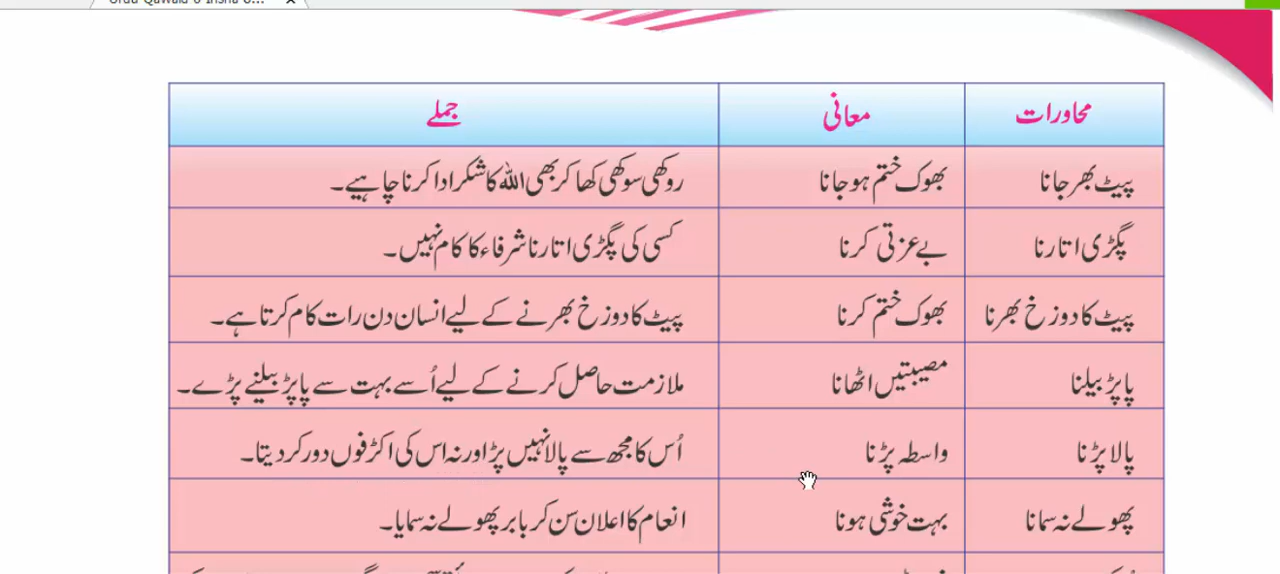 Urdu Qawaid o Insha 6...
محاورات معانی جملے
پیٹ بھر جانا بھوک ختم ہو جانا روکھی سوکھی کھا کر بھی اللہ کا شکر ادا کرنا چاہیے۔
پگڑی اتارنا بے عزتی کرنا کسی کی پگڑی اتارنا شرفاء کا کام نہیں۔
پیٹ کا دوزخ بھرنا بھوک ختم کرنا پیٹ کا دوزخ بھرنے کے لیے انسان دن رات کام کرتا ہے۔
پاپڑ بیلنا مصیبتیں اٹھانا ملازمت حاصل کرنے کے لیے اُسے بہت سے پاپڑ بیلنے پڑے۔
پالا پڑنا واسطہ پڑنا اُس کا مجھ سے پالا نہیں پڑا ورنہ اس کی اکڑفوں دور کر دیتا۔
پھولے نہ سمانا بہت خوشی ہونا انعام کا اعلان سن کر بابر پھولے نہ سمایا۔